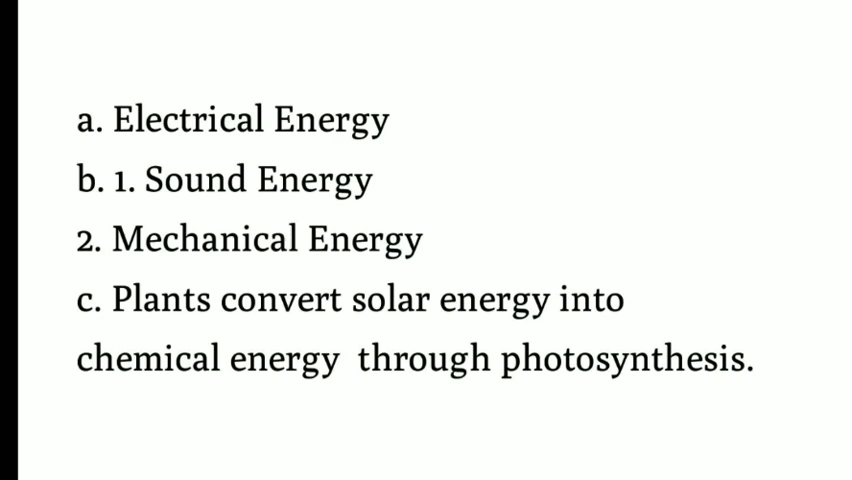 a. Electrical Energy
b. 1. Sound Energy
2. Mechanical Energy
c. Plants convert solar energy into
chemical energy through photosynthesis.